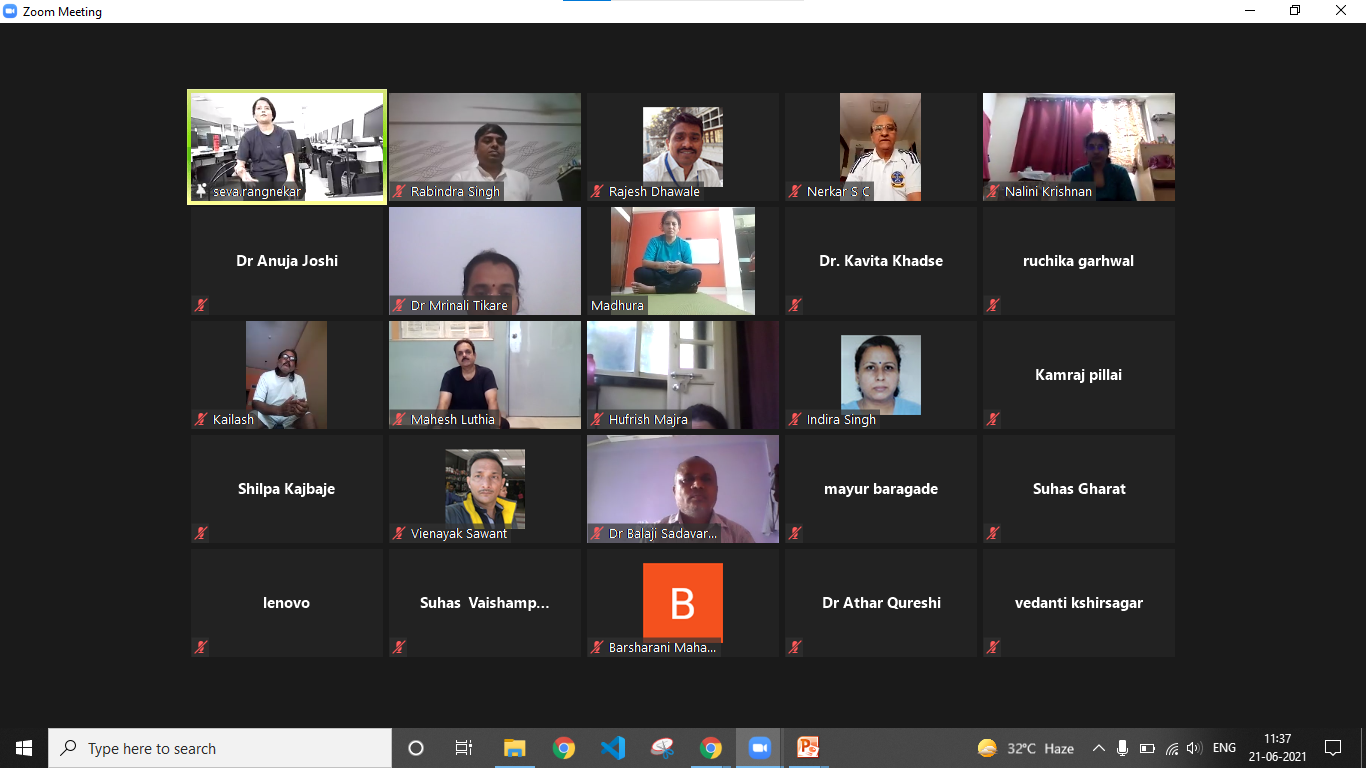 Zoom Meeting
seva.rangnekar
Rabindra Singh
Rajesh Dhawale
Nerkar S C
Nalini Krishnan
Dr Anuja Joshi
Dr Mrinali Tikare
Madhura
Dr. Kavita Khadse
ruchika garhwal
Kailash
Mahesh Luthia
Hufrish Majra
Indira Singh
Kamraj pillai
Shilpa Kajbaje
Vienayak Sawant
Dr Balaji Sadavar...
mayur baragade
Suhas Gharat
lenovo
Suhas Vaishamp...
B
Barsharani Maha...
Dr Athar Qureshi
vedanti kshirsagar
Type here to search
32°C Haze
ENG
11:37
21-06-2021